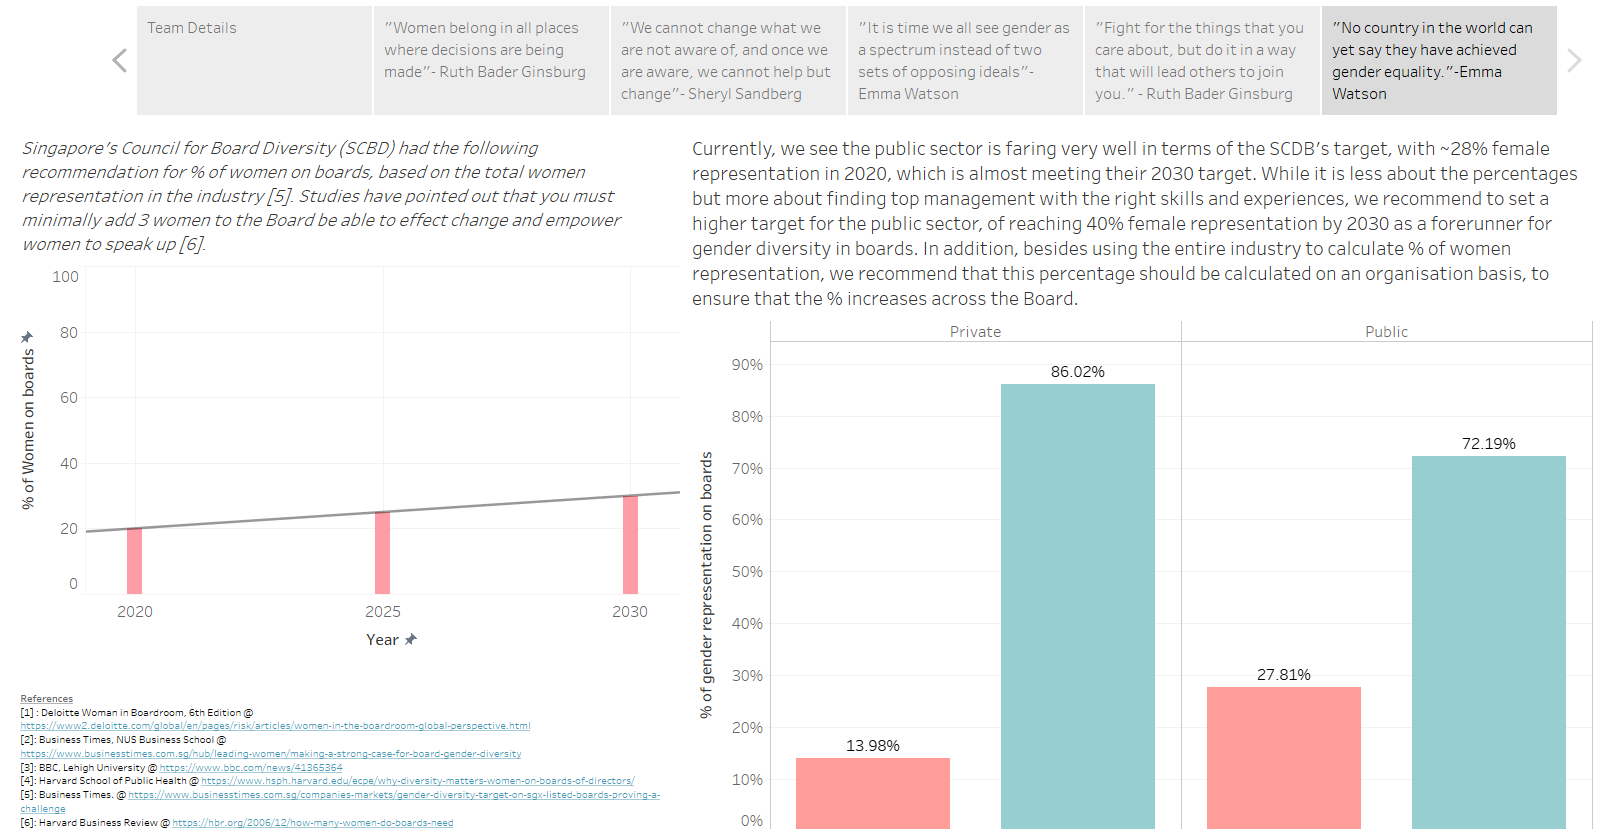 Team Details
”Women belong in all places
where decisions are being
made”- Ruth Bader Ginsburg
”We cannot change what we
are not aware of, and once we
are aware, we cannot help but
change”- Sheryl Sandberg
”It is time we all see gender as
a spectrum instead of two
sets of opposing ideals”-
Emma Watson
”Fight for the things that you
care about, but do it in a way
that will lead others to join
you.” - Ruth Bader Ginsburg
”No country in the world can
yet say they have achieved
gender equality.”-Emma
Watson
Singapore’s Council for Board Diversity (SCBD) had the following
recommendation for % of women on boards, based on the total women
representation in the industry [5]. Studies have pointed out that you must
minimally add 3 women to the Board be able to effect change and empower
women to speak up [6].
100
80
60
40
20
0
% of Women on boards
2020
2025
2030
Year
References
[1] : Deloitte Woman in Boardroom, 6th Edition @
https://www2.deloitte.com/global/en/pages/risk/articles/women-in-the-boardroom-global-perspective.html
[2]: Business Times, NUS Business School @
https://www.businesstimes.com.sg/hub/leading-women/making-a-strong-case-for-board-gender-diversity
[3]: BBC, Lehigh University @ https://www.bbc.com/news/41365364
[4]: Harvard School of Public Health @ https://www.hsph.harvard.edu/ecpe/why-diversity-matters-women-on-boards-of-directors/
[5]: Business Times. @ https://www.businesstimes.com.sg/companies-markets/gender-diversity-target-on-sgx-listed-boards-proving-a-
challenge
[6]: Harvard Business Review @ https://hbr.org/2006/12/how-many-women-do-boards-need
Currently, we see the public sector is faring very well in terms of the SCDB’s target, with ~28% female
representation in 2020, which is almost meeting their 2030 target. While it is less about the percentages
but more about finding top management with the right skills and experiences, we recommend to set a
higher target for the public sector, of reaching 40% female representation by 2030 as a forerunner for
gender diversity in boards. In addition, besides using the entire industry to calculate % of women
representation, we recommend that this percentage should be calculated on an organisation basis, to
ensure that the % increases across the Board.
Private
Public
90%
80%
70%
60%
50%
40%
30%
20%
10%
0%
% of gender representation on boards
13.98%
86.02%
27.81%
72.19%